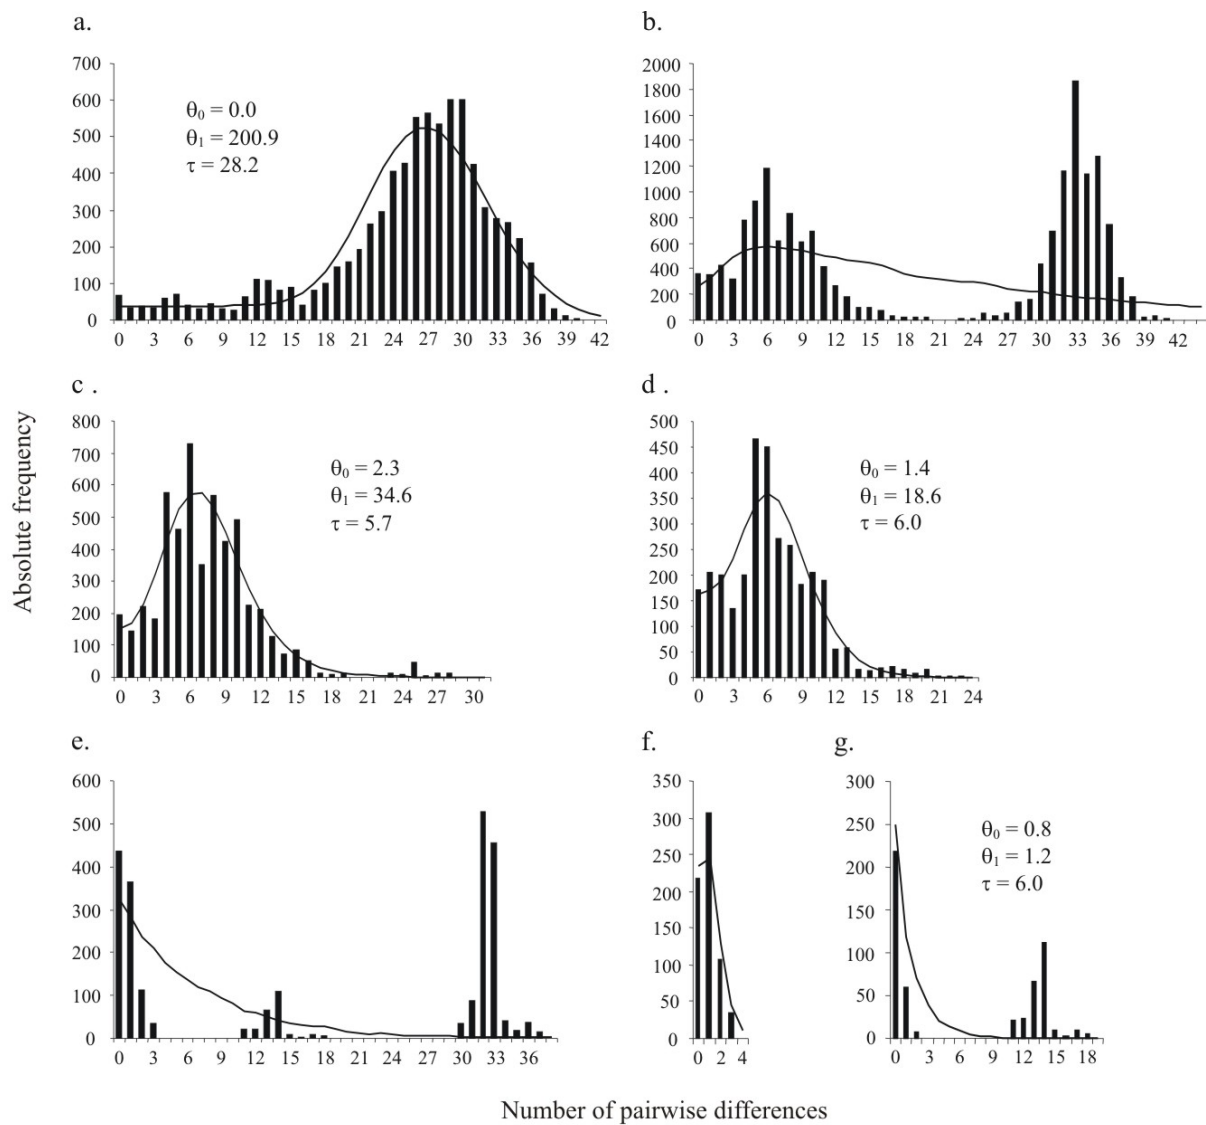 a.
700
600
500
400
300
200
100
0
θ₀ = 0.0
θ₁ = 200.9
τ = 28.2
0 3 6 9 12 15 18 21 24 27 30 33 36 39 42
b.
2000
1800
1600
1400
1200
1000
800
600
400
200
0
0 3 6 9 12 15 18 21 24 27 30 33 36 39 42
Absolute frequency
c .
800
700
600
500
400
300
200
100
0
θ₀ = 2.3
θ₁ = 34.6
τ = 5.7
0 3 6 9 12 15 18 21 24 27 30
d .
500
450
400
350
300
250
200
150
100
50
0
θ₀ = 1.4
θ₁ = 18.6
τ = 6.0
0 3 6 9 12 15 18 21 24
e.
600
500
400
300
200
100
0
0 3 6 9 12 15 18 21 24 27 30 33 36
f.
350
300
250
200
150
100
50
0
0 2 4
g.
300
250
200
150
100
50
0
θ₀ = 0.8
θ₁ = 1.2
τ = 6.0
0 3 6 9 12 15 18
Number of pairwise differences